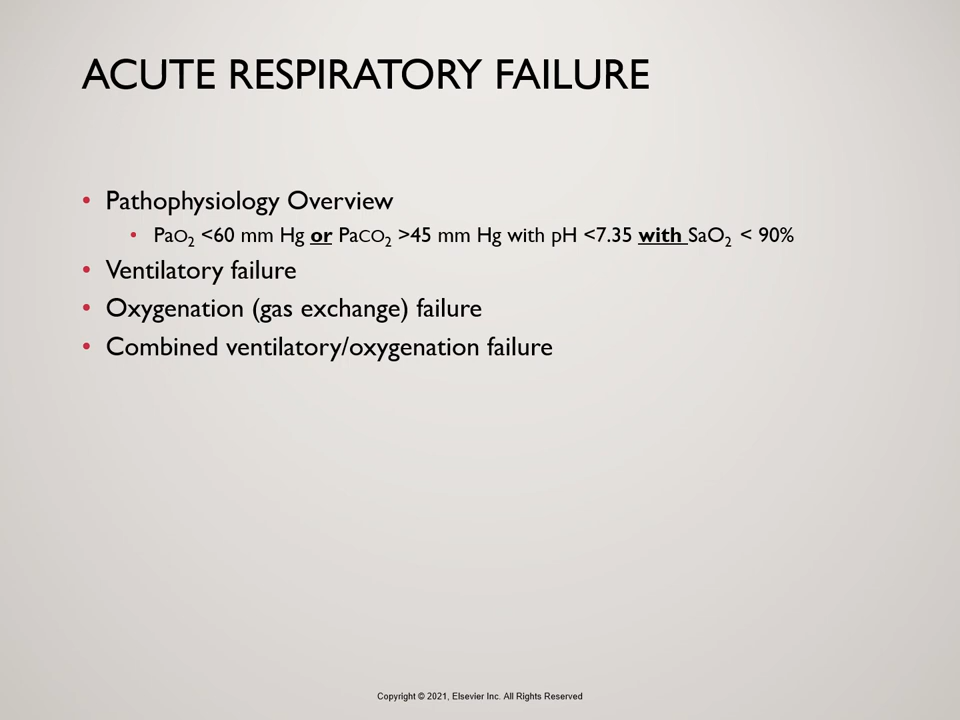 ACUTE RESPIRATORY FAILURE
• Pathophysiology Overview
• PaO₂ <60 mm Hg or PaCO₂ >45 mm Hg with pH <7.35 with SaO₂ < 90%
• Ventilatory failure
• Oxygenation (gas exchange) failure
• Combined ventilatory/oxygenation failure
Copyright © 2021, Elsevier Inc. All Rights Reserved